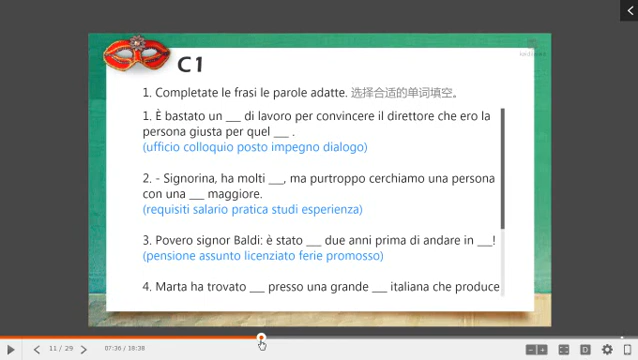 C1
1. Completate le frasi le parole adatte. 选择合适的单词填空。
1. È bastato un ___ di lavoro per convincere il direttore che ero la
persona giusta per quel ___ .
(ufficio colloquio posto impegno dialogo)
2. - Signorina, ha molti ___, ma purtroppo cerchiamo una persona
con una ___ maggiore.
(requisiti salario pratica studi esperienza)
3. Povero signor Baldi: è stato ___ due anni prima di andare in ___!
(pensione assunto licenziato ferie promosso)
4. Marta ha trovato ___ presso una grande ___ italiana che produce
11 / 29
07:36 / 18:38
D